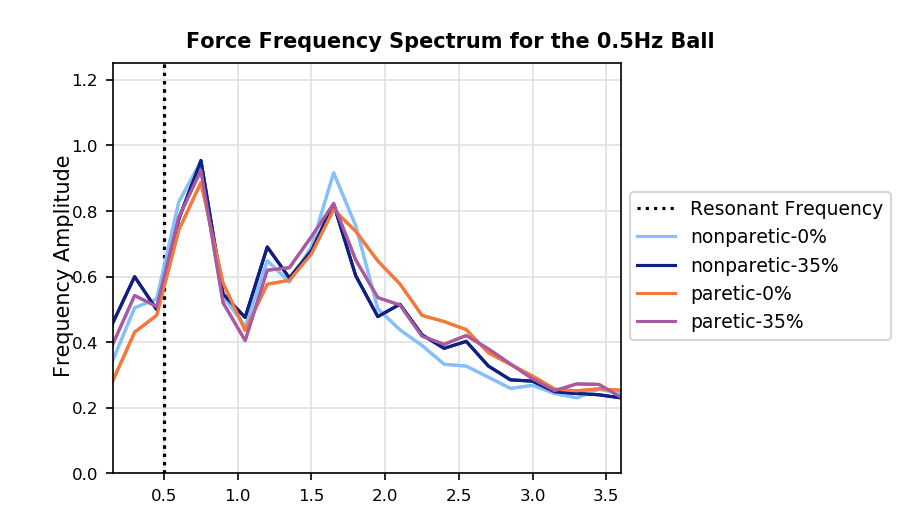 Force Frequency Spectrum for the 0.5Hz Ball
Frequency Amplitude
1.2
1.0
0.8
0.6
0.4
0.2
0.0
0.5 1.0 1.5 2.0 2.5 3.0 3.5
Resonant Frequency
nonparetic-0%
nonparetic-35%
paretic-0%
paretic-35%